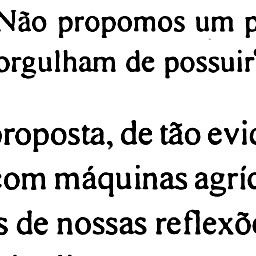 Não propomos um p
orgulham de possuir
proposta, de tão evid
com máquinas agríc
s de nossas reflexõe